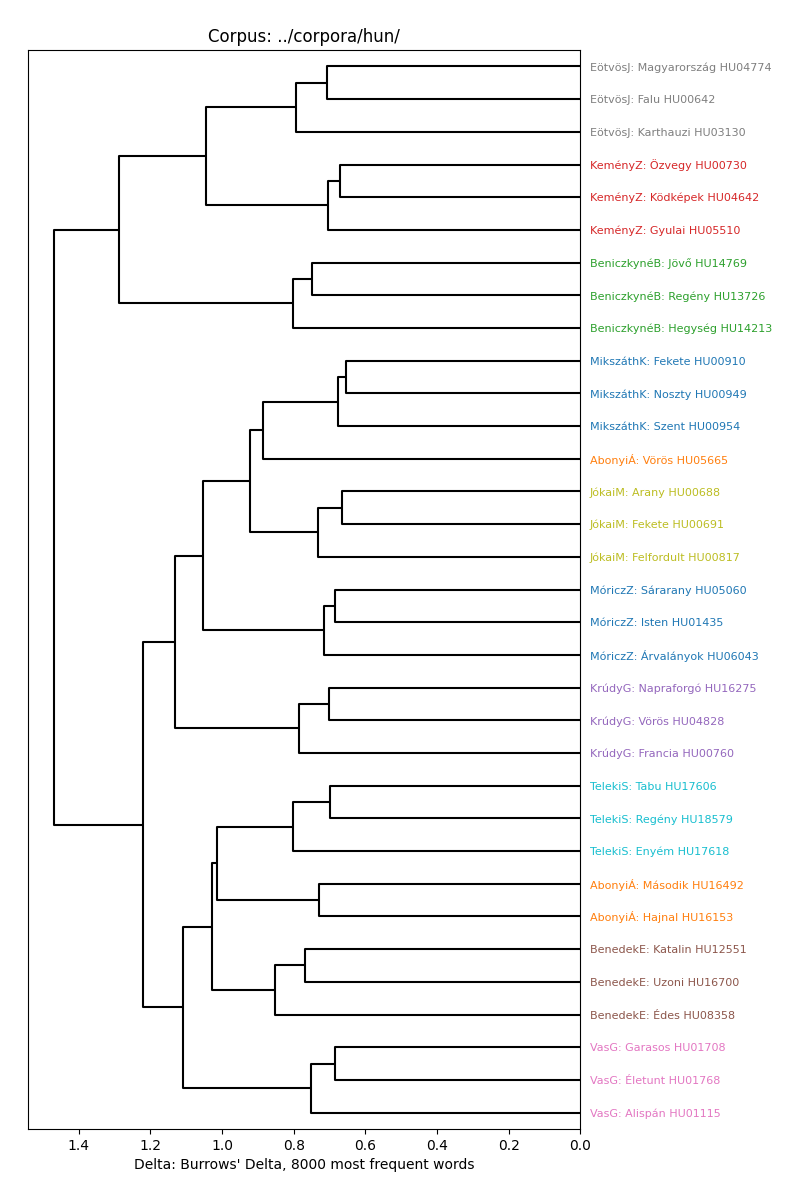 Corpus: ../corpora/hun/
EötvösJ: Magyarország HU04774
EötvösJ: Falu HU00642
EötvösJ: Karthauzi HU03130
KeményZ: Özvegy HU00730
KeményZ: Ködképek HU04642
KeményZ: Gyulai HU05510
BeniczkynéB: Jövő HU14769
BeniczkynéB: Regény HU13726
BeniczkynéB: Hegység HU14213
MikszáthK: Fekete HU00910
MikszáthK: Noszty HU00949
MikszáthK: Szent HU00954
AbonyiÁ: Vörös HU05665
JókaiM: Arany HU00688
JókaiM: Fekete HU00691
JókaiM: Felfordult HU00817
MóriczZ: Sárarany HU05060
MóriczZ: Isten HU01435
MóriczZ: Árvalányok HU06043
KrúdyG: Napraforgó HU16275
KrúdyG: Vörös HU04828
KrúdyG: Francia HU00760
TelekiS: Tabu HU17606
TelekiS: Regény HU18579
TelekiS: Enyém HU17618
AbonyiÁ: Második HU16492
AbonyiÁ: Hajnal HU16153
BenedekE: Katalin HU12551
BenedekE: Uzoni HU16700
BenedekE: Édes HU08358
VasG: Garasos HU01708
VasG: Életunt HU01768
VasG: Alispán HU01115
1.4 1.2 1.0 0.8 0.6 0.4 0.2 0.0
Delta: Burrows' Delta, 8000 most frequent words